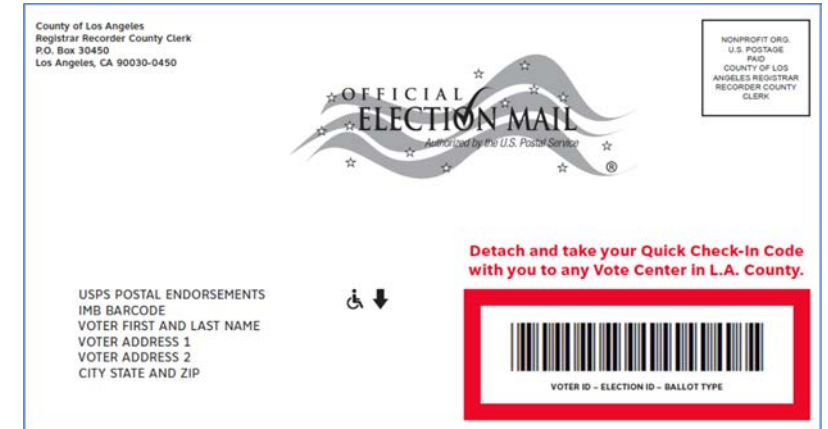 County of Los Angeles
Registrar Recorder County Clerk
P.O. Box 30450
Los Angeles, CA 90030-0450
NONPROFIT ORG.
U.S. POSTAGE
PAID
COUNTY OF LOS
ANGELES REGISTRAR
RECORDER COUNTY
CLERK
OFFICIAL
ELECTION MAIL
Authorized by the U.S. Postal Service
®
Detach and take your Quick Check-In Code
with you to any Vote Center in L.A. County.
USPS POSTAL ENDORSEMENTS
IMB BARCODE
VOTER FIRST AND LAST NAME
VOTER ADDRESS 1
VOTER ADDRESS 2
CITY STATE AND ZIP
VOTER ID – ELECTION ID – BALLOT TYPE